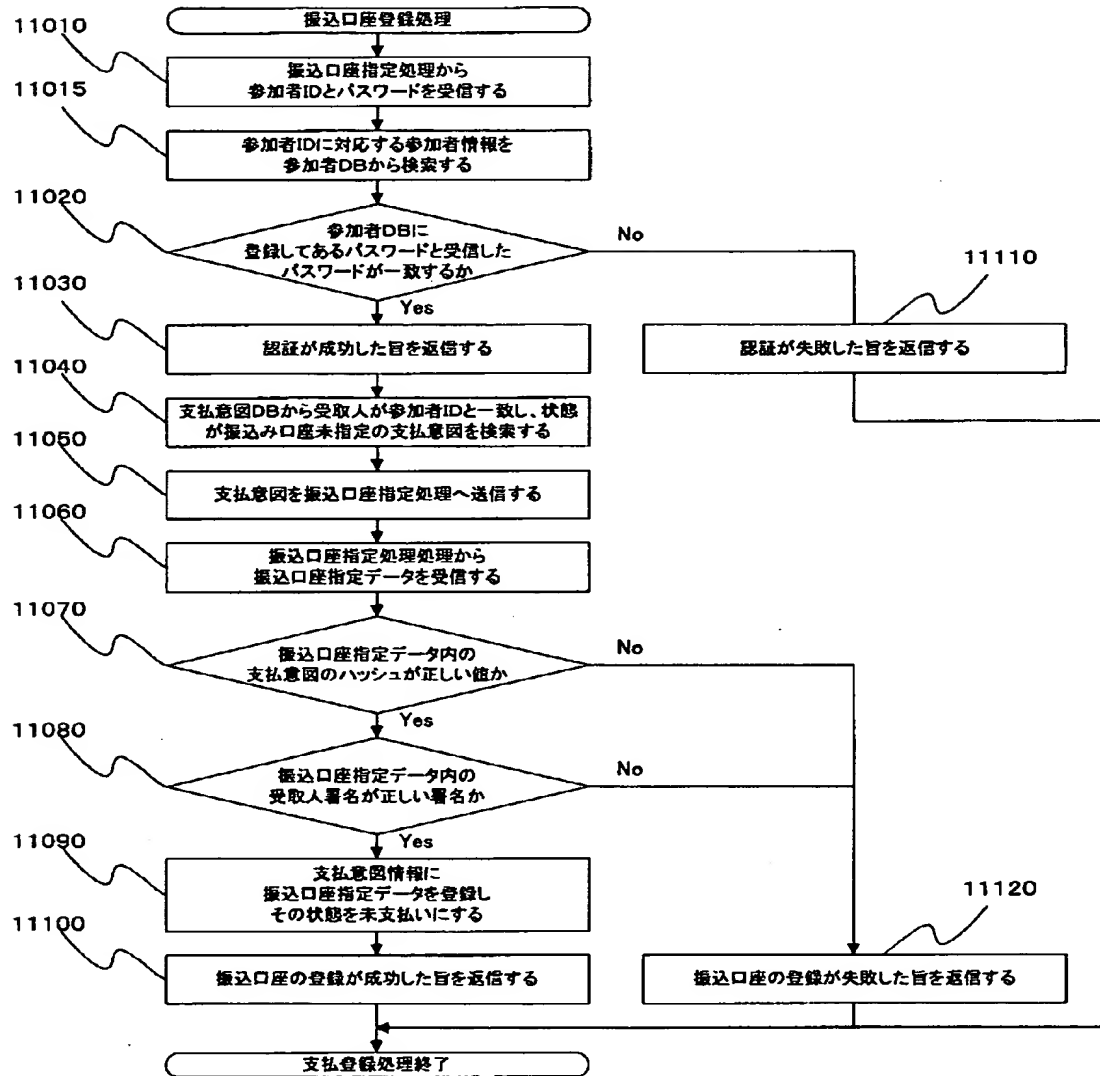 振込口座登録処理
11010
振込口座指定処理から
参加者IDとパスワードを受信する
11015
参加者IDに対応する参加者情報を
参加者DBから検索する
11020
参加者DBに
登録してあるパスワードと受信した
パスワードが一致するか
No
Yes
11030
認証が成功した旨を返信する
11110
認証が失敗した旨を返信する
11040
支払意図DBから受取人が参加者IDと一致し、状態
が振込み口座未指定の支払意図を検索する
11050
支払意図を振込口座指定処理へ送信する
11060
振込口座指定処理処理から
振込口座指定データを受信する
11070
振込口座指定データ内の
支払意図のハッシュが正しい値か
No
Yes
11080
振込口座指定データ内の
受取人署名が正しい署名か
No
Yes
11090
支払意図情報に
振込口座指定データを登録し
その状態を未支払いにする
11100
振込口座の登録が成功した旨を返信する
11120
振込口座の登録が失敗した旨を返信する
支払登録処理終了